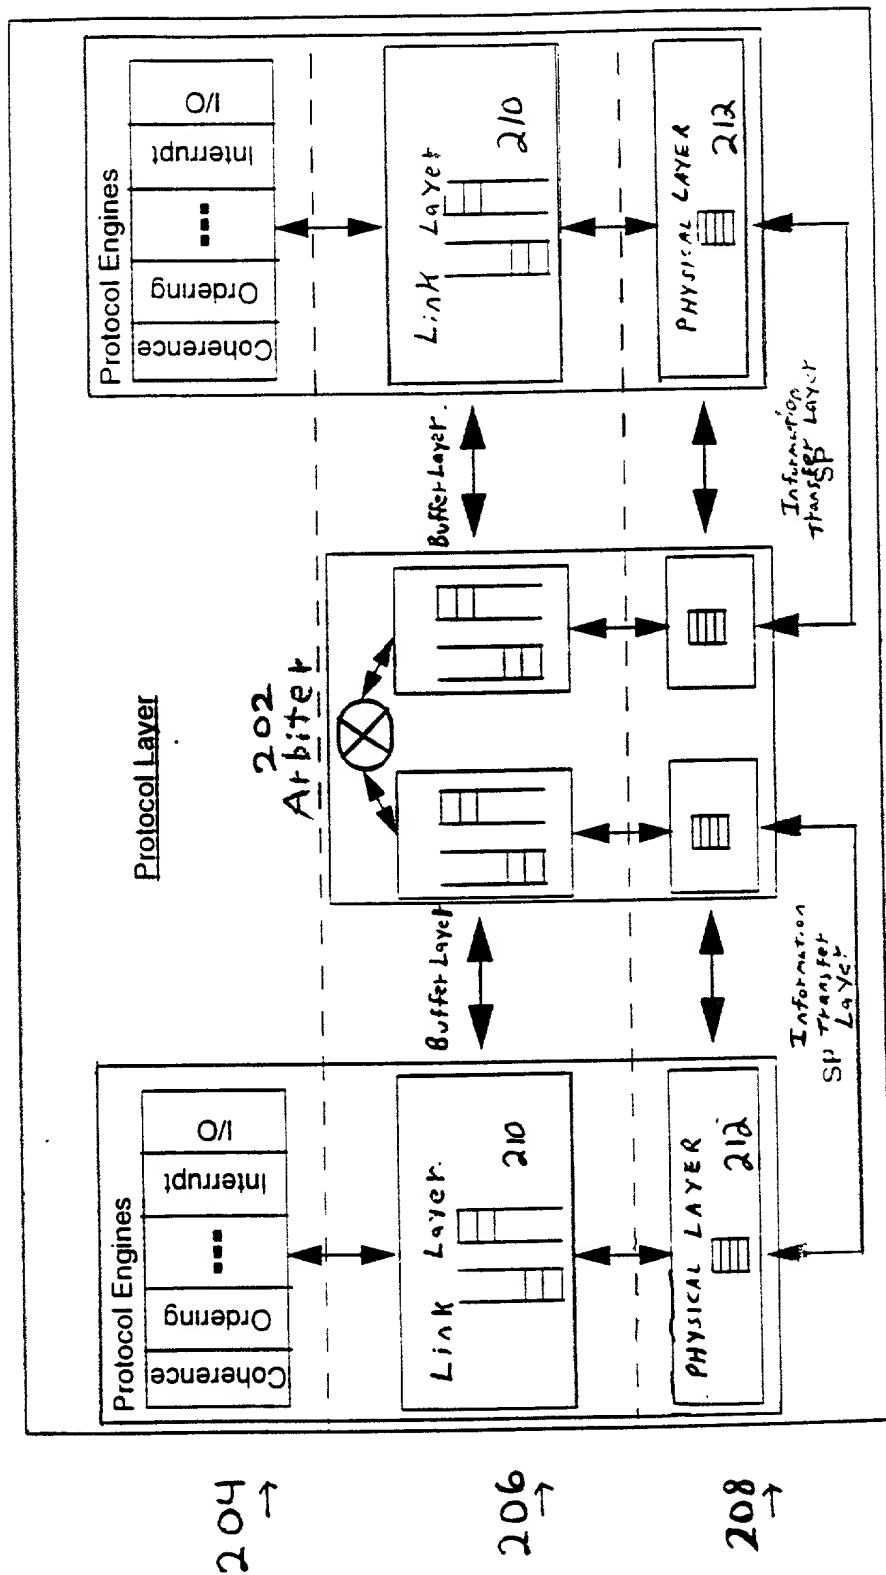 Protocol Layer
204 →
206 →
208 →
Protocol Engines
Coherence
Ordering
Interrupt
I/O
Link Layer
210
PHYSICAL LAYER
212
Buffer Layer
Information
SP Transfer
Layer
202
Arbiter
Buffer Layer.
Information
Transfer Layer
SP
Protocol Engines
Coherence
Ordering
Interrupt
I/O
Link Layer
210
PHYSICAL LAYER
212